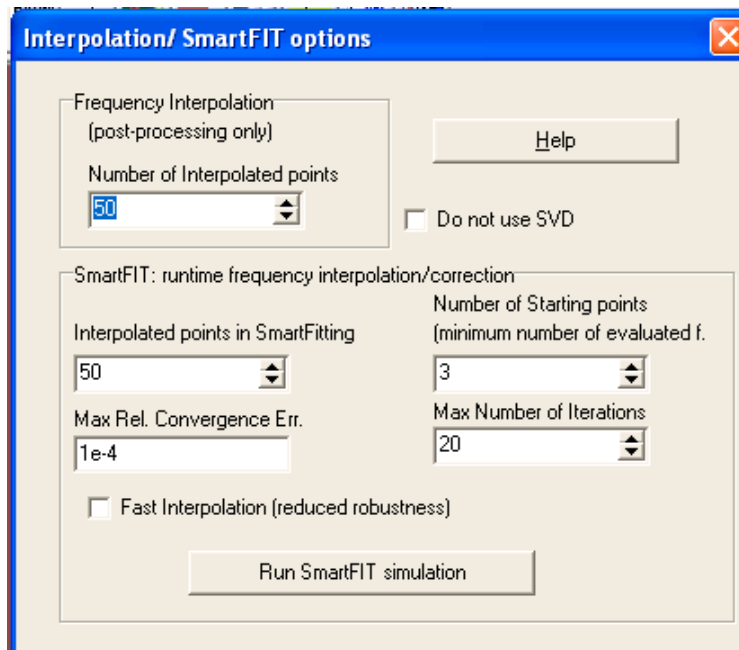 Interpolation/ SmartFIT options
Frequency Interpolation
(post-processing only)
Number of Interpolated points
50
Help
Do not use SVD
SmartFIT: runtime frequency interpolation/correction
Interpolated points in SmartFitting
50
Number of Starting points
(minimum number of evaluated f.
3
Max Rel. Convergence Err.
1e-4
Max Number of Iterations
20
Fast Interpolation (reduced robustness)
Run SmartFIT simulation